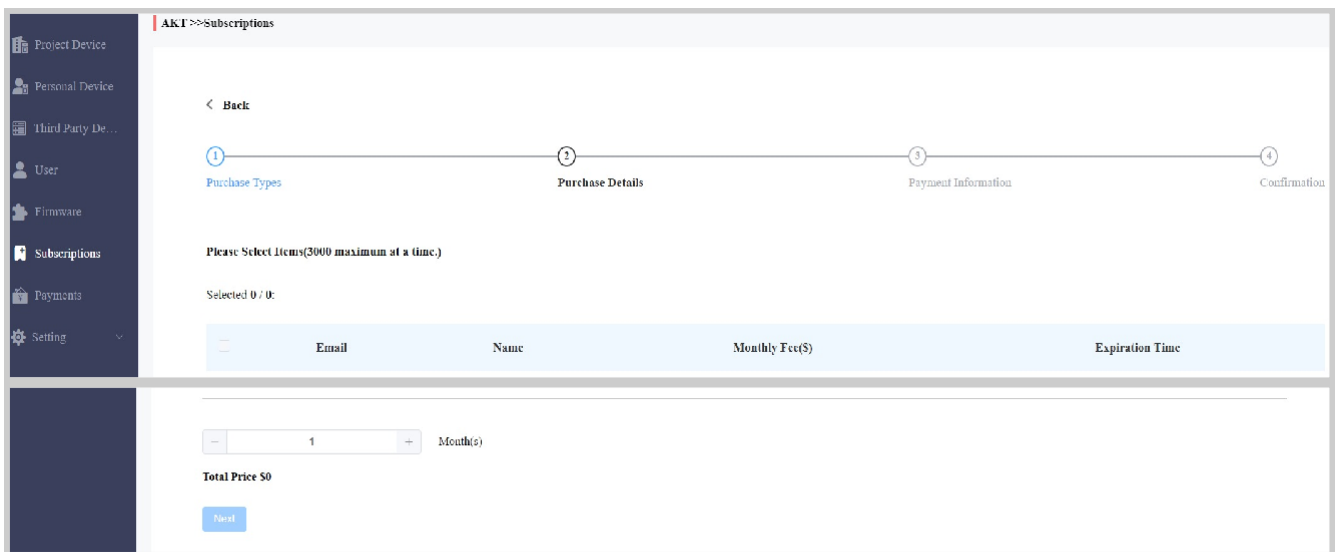 AKT >>Subscriptions
Project Device
Personal Device
Third Party De...
User
Firmware
Subscriptions
Payments
Setting
< Back
1 2 3 4
Purchase Types Purchase Details Payment Information Confirmation
Please Select Items(3000 maximum at a time.)
Selected 0 / 0:
Email Name Monthly Fee($) Expiration Time
− 1 + Month(s)
Total Price $0
Next